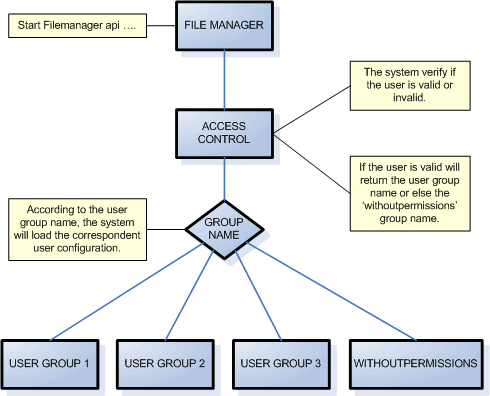 Start Filemanager api ....
FILE MANAGER
The system verify if
the user is valid or
invalid.
ACCESS
CONTROL
If the user is valid will
return the user group
name or else the
'withoutpermissions'
group name.
According to the user
group name, the system
will load the correspondent
user configuration.
GROUP
NAME
USER GROUP 1
USER GROUP 2
USER GROUP 3
WITHOUTPERMISSIONS